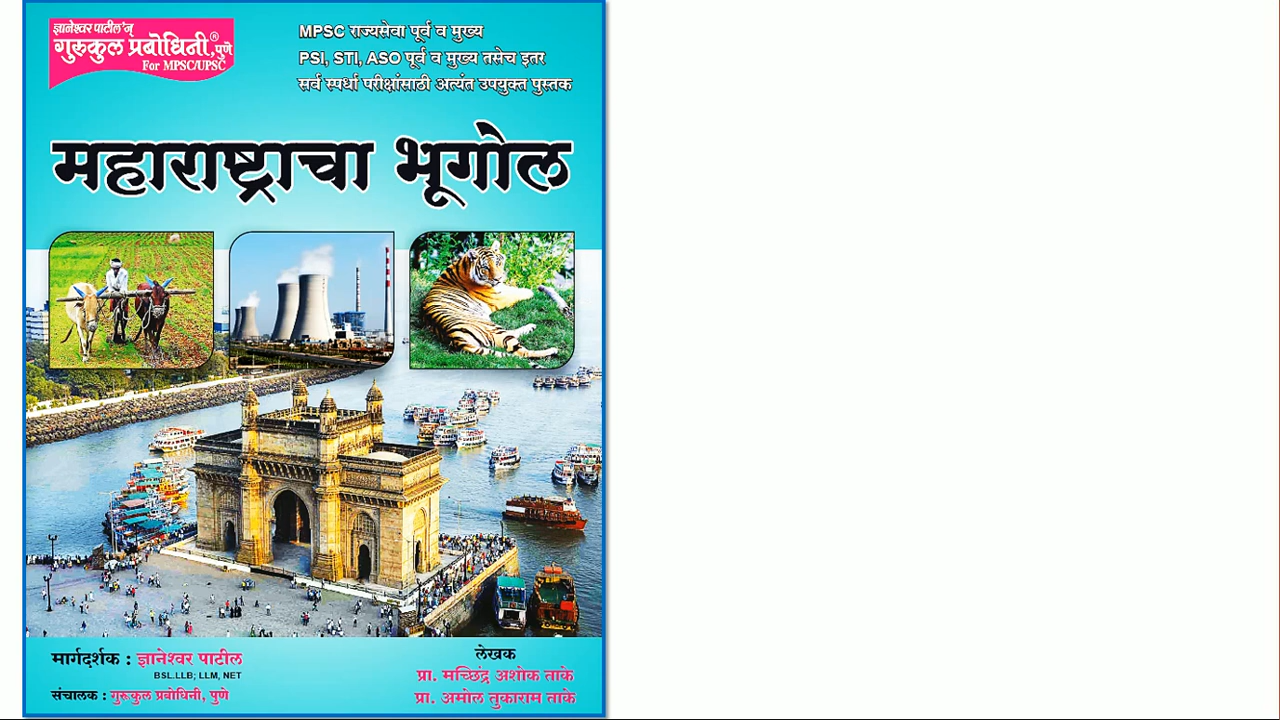 ज्ञानेश्वर पाटील'न्
गुरुकुल प्रबोधिनी,® पुणे
For MPSC/UPSC
MPSC राज्यसेवा पूर्व व मुख्य
PSI, STI, ASO पूर्व व मुख्य तसेच इतर
सर्व स्पर्धा परीक्षांसाठी अत्यंत उपयुक्त पुस्तक
महाराष्ट्राचा भूगोल
मार्गदर्शक : ज्ञानेश्वर पाटील
BSL.LLB; LLM, NET
संचालक : गुरूकुल प्रबोधिनी, पुणे
लेखक
प्रा. मच्छिंद्र अशोक ताके
प्रा. अमोल तुकाराम ताके